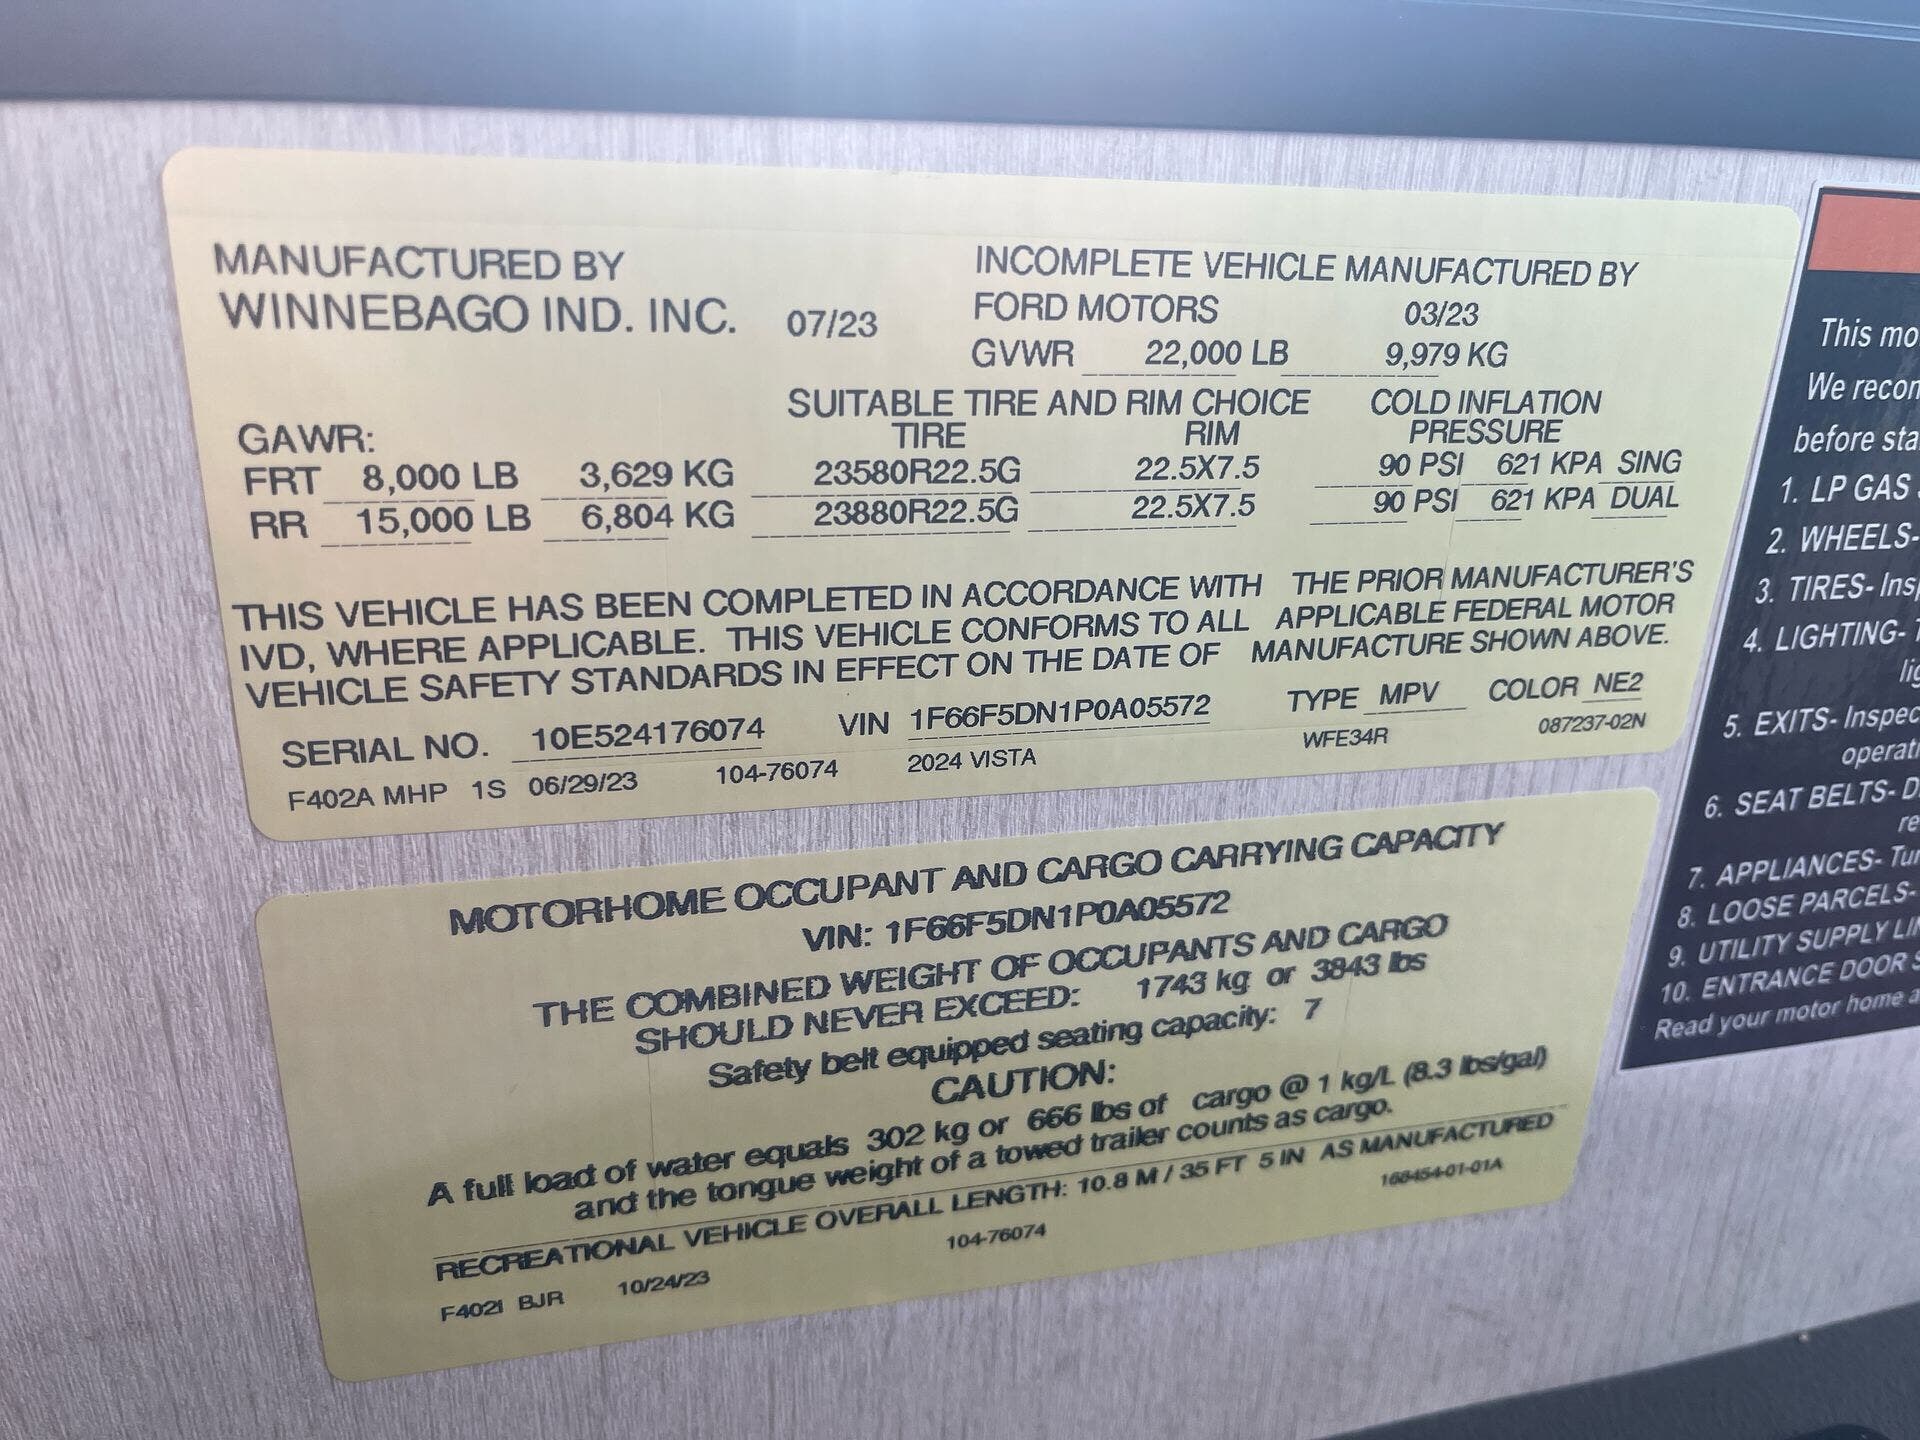 MANUFACTURED BY
WINNEBAGO IND. INC. 07/23
INCOMPLETE VEHICLE MANUFACTURED BY
FORD MOTORS 03/23
GVWR 22,000 LB 9,979 KG
SUITABLE TIRE AND RIM CHOICE COLD INFLATION
GAWR: TIRE RIM PRESSURE
FRT 8,000 LB 3,629 KG 23580R22.5G 22.5X7.5 90 PSI 621 KPA SING
RR 15,000 LB 6,804 KG 23880R22.5G 22.5X7.5 90 PSI 621 KPA DUAL
THIS VEHICLE HAS BEEN COMPLETED IN ACCORDANCE WITH THE PRIOR MANUFACTURER'S
IVD, WHERE APPLICABLE. THIS VEHICLE CONFORMS TO ALL APPLICABLE FEDERAL MOTOR
VEHICLE SAFETY STANDARDS IN EFFECT ON THE DATE OF MANUFACTURE SHOWN ABOVE.
SERIAL NO. 10E524176074 VIN 1F66F5DN1P0A05572 TYPE MPV COLOR NE2
F402A MHP 1S 06/29/23 104-76074 2024 VISTA WFE34R 087237-02N
MOTORHOME OCCUPANT AND CARGO CARRYING CAPACITY
VIN: 1F66F5DN1P0A05572
THE COMBINED WEIGHT OF OCCUPANTS AND CARGO
SHOULD NEVER EXCEED: 1743 kg or 3843 lbs
Safety belt equipped seating capacity: 7
CAUTION:
A full load of water equals 302 kg or 666 lbs of cargo @ 1 kg/L (8.3 lbs/gal)
and the tongue weight of a towed trailer counts as cargo.
RECREATIONAL VEHICLE OVERALL LENGTH: 10.8 M / 35 FT 5 IN AS MANUFACTURED
F402I BJR 10/24/23 104-76074 168454-01-01A
This mo
We recon
before sta
1. LP GAS
2. WHEELS-
3. TIRES- Insp
4. LIGHTING-
lig
5. EXITS- Inspec
operati
6. SEAT BELTS- D
re
7. APPLIANCES- Tur
8. LOOSE PARCELS-
9. UTILITY SUPPLY LI
10. ENTRANCE DOOR S
Read your motor home a